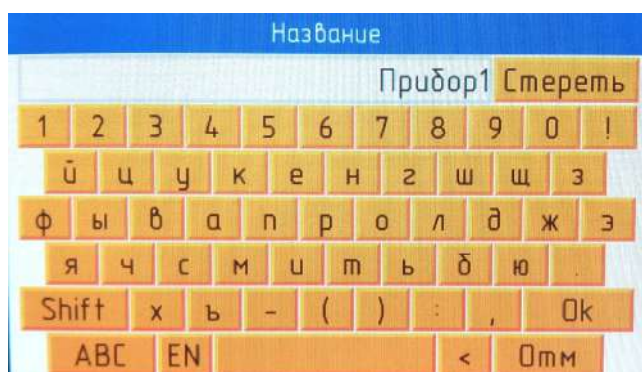 Название
Прибор1 Стереть
1 2 3 4 5 6 7 8 9 0 !
й ц у к е н г ш щ з
ф ы в а п р о л д ж э
я ч с м и т ь б ю .
Shift х ъ - ( ) : , Ok
ABC EN < Отм